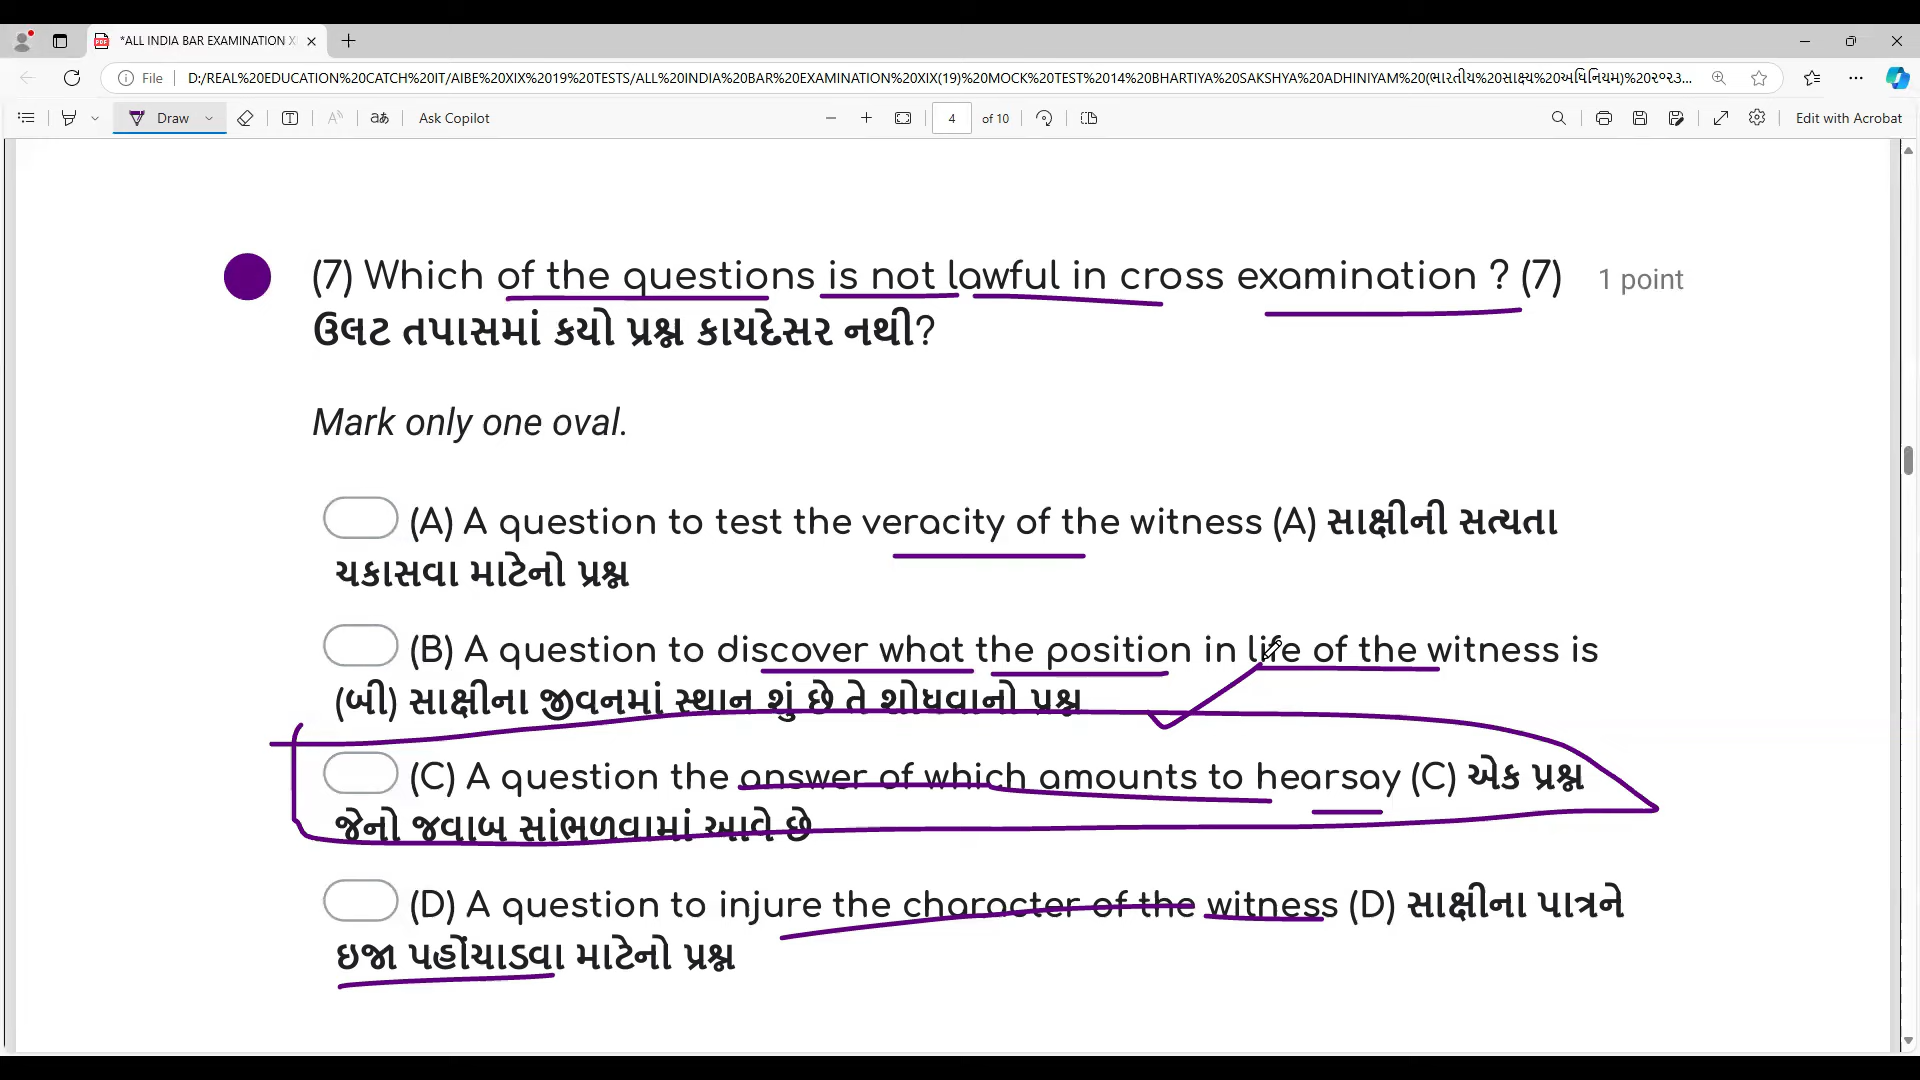 *ALL INDIA BAR EXAMINATION X
File D:/REAL%20EDUCATION%20CATCH%20IT/AIBE%20XIX%2019%20TESTS/ALL%20INDIA%20BAR%20EXAMINATION%20XIX(19)%20MOCK%20TEST%2014%20BHARTIYA%20SAKSHYA%20ADHINIYAM%20(ભારતીય%20સાક્ષ્ય%20અધિનિયમ)%20૨૦૨૩...
Draw Ask Copilot 4 of 10 Edit with Acrobat
(7) Which of the questions is not lawful in cross examination ? (7) 1 point
ઉલટ તપાસમાં કયો પ્રશ્ન કાયદેસર નથી?
Mark only one oval.
(A) A question to test the veracity of the witness (A) સાક્ષીની સત્યતા
ચકાસવા માટેનો પ્રશ્ન
(B) A question to discover what the position in life of the witness is
(બી) સાક્ષીના જીવનમાં સ્થાન શું છે તે શોધવાનો પ્રશ્ન
(C) A question the answer of which amounts to hearsay (C) એક પ્રશ્ન
જેનો જવાબ સાંભળવામાં આવે છે
(D) A question to injure the character of the witness (D) સાક્ષીના પાત્રને
ઇજા પહોંચાડવા માટેનો પ્રશ્ન